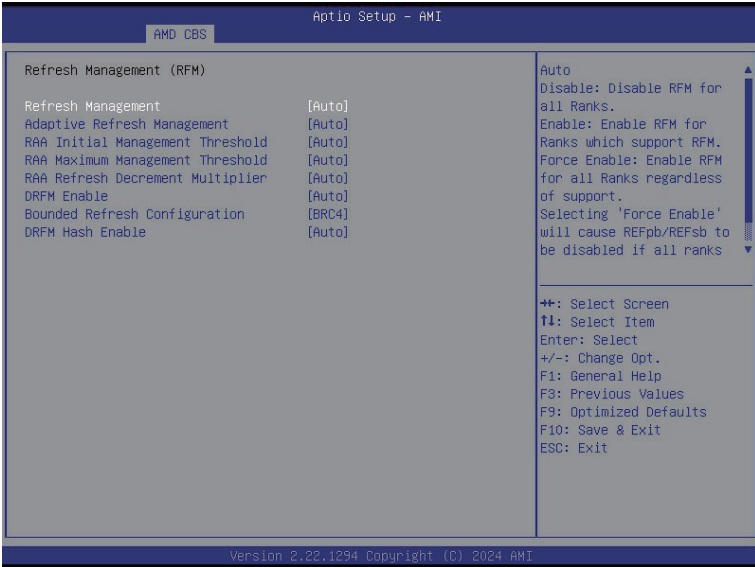 Aptio Setup – AMI
AMD CBS
Refresh Management (RFM)
Refresh Management [Auto]
Adaptive Refresh Management [Auto]
RAA Initial Management Threshold [Auto]
RAA Maximum Management Threshold [Auto]
RAA Refresh Decrement Multiplier [Auto]
DRFM Enable [Auto]
Bounded Refresh Configuration [BRC4]
DRFM Hash Enable [Auto]
Auto
Disable: Disable RFM for
all Ranks.
Enable: Enable RFM for
Ranks which support RFM.
Force Enable: Enable RFM
for all Ranks regardless
of support.
Selecting 'Force Enable'
will cause REFpb/REFsb to
be disabled if all ranks
→←: Select Screen
↑↓: Select Item
Enter: Select
+/-: Change Opt.
F1: General Help
F3: Previous Values
F9: Optimized Defaults
F10: Save & Exit
ESC: Exit
Version 2.22.1294 Copyright (C) 2024 AMI